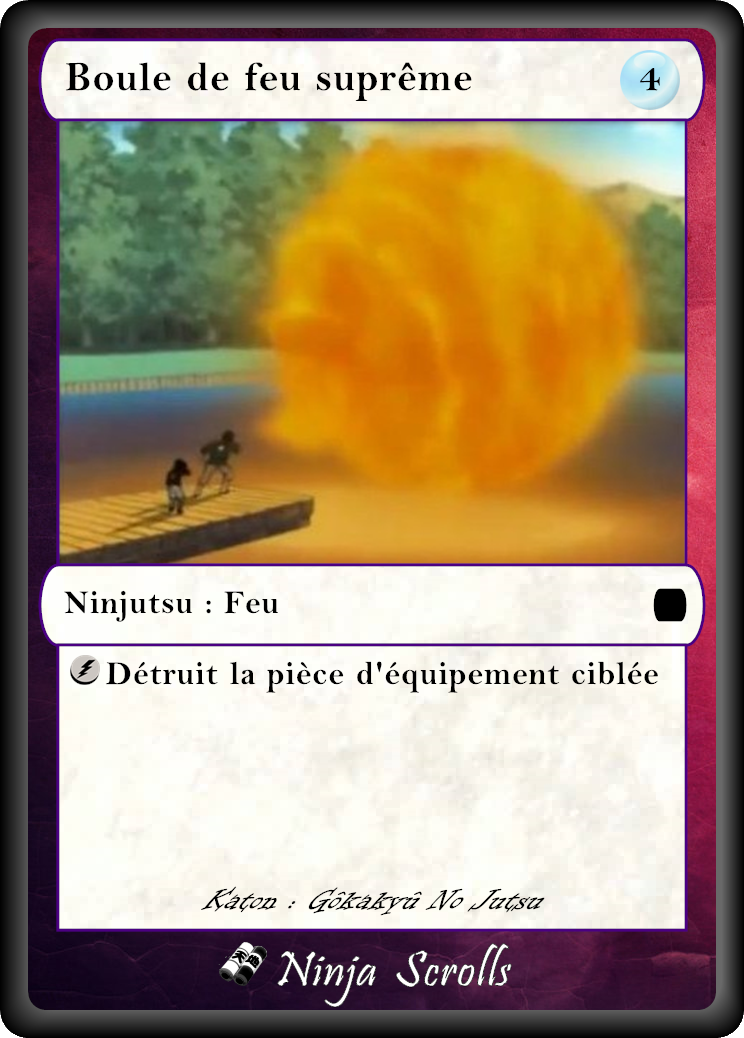 Boule de feu suprême
4
Ninjutsu : Feu
Détruit la pièce d'équipement ciblée
Katon : Gôkakyû No Jutsu
Ninja Scrolls